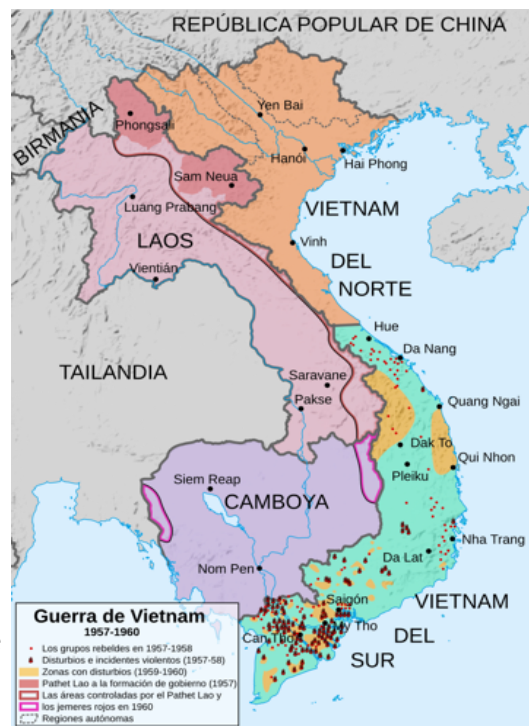 REPÚBLICA POPULAR DE CHINA
BIRMANIA
Phongsali
Yen Bai
Hanói
Hai Phong
Sam Neua
Luang Prabang
VIETNAM
LAOS
Vinh
DEL
Vientián
NORTE
Hue
Da Nang
TAILANDIA
Saravane
Pakse
Quang Ngai
Dak To
Qui Nhon
Siem Reap
Pleiku
CAMBOYA
Nha Trang
Da Lat
Nom Pen
Saigón
VIETNAM
My Tho
DEL
Can Tho
SUR
Guerra de Vietnam
1957-1960
Los grupos rebeldes en 1957-1958
Disturbios e incidentes violentos (1957-58)
Zonas con disturbios (1959-1960)
Pathet Lao a la formación de gobierno (1957)
Las áreas controladas por el Pathet Lao y
los jemeres rojos en 1960
Regiones autónomas